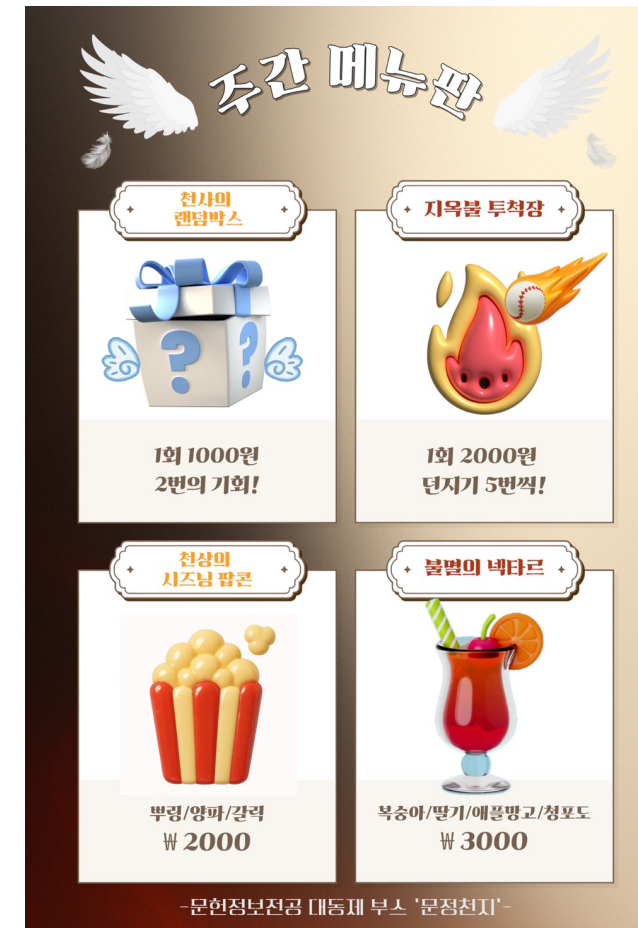 주간 메뉴판
천사의
랜덤박스
지옥불 투척장
? ?
1회 1000원
2번의 기회!
1회 2000원
던지기 5번씩!
천상의
시즈닝 팝콘
불멸의 넥타르
뿌링/양파/갈릭
₩ 2000
복숭아/딸기/애플망고/청포도
₩ 3000
-문헌정보전공 대동제 부스 '문정천지'-